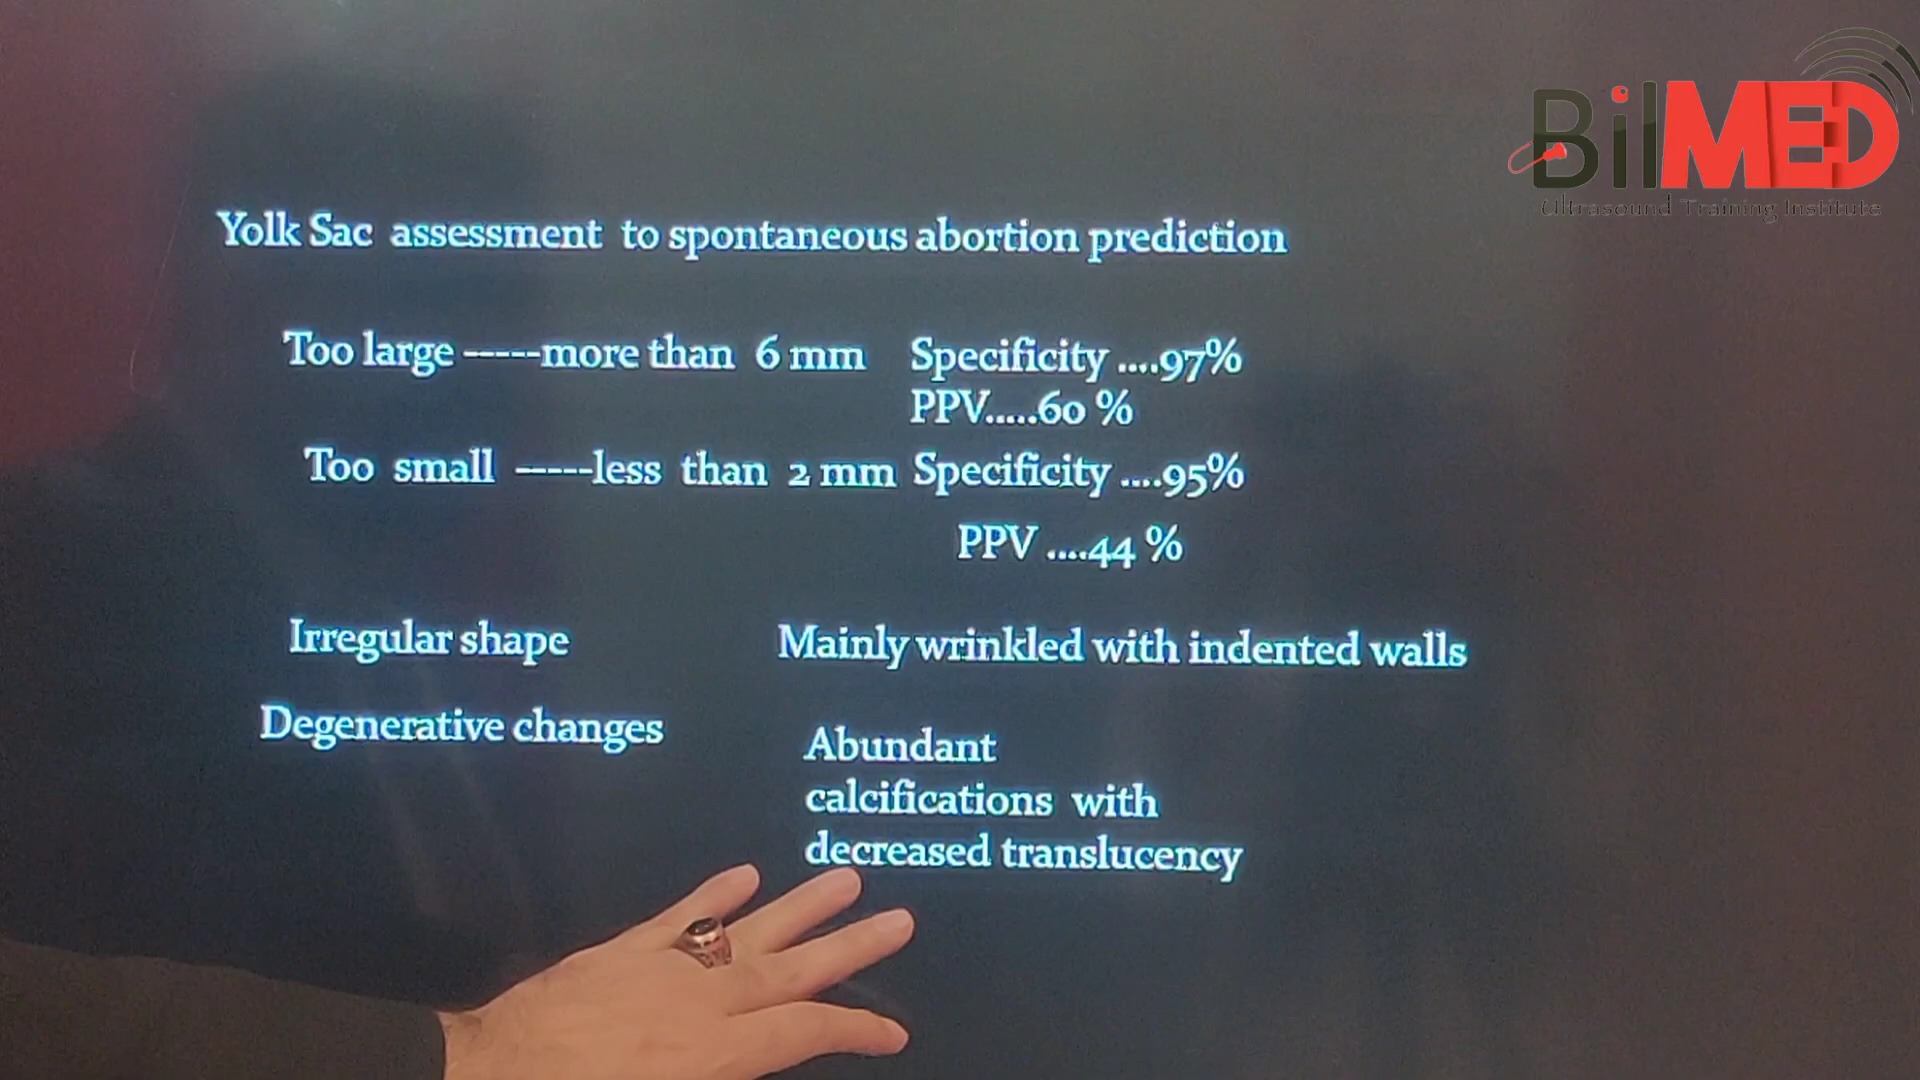 BilMED
Ultrasound Training Institute
Yolk Sac assessment to spontaneous abortion prediction
Too large -----more than 6 mm Specificity ....97%
PPV.....60 %
Too small -----less than 2 mm Specificity ....95%
PPV ....44 %
Irregular shape Mainly wrinkled with indented walls
Degenerative changes
Abundant
calcifications with
decreased translucency